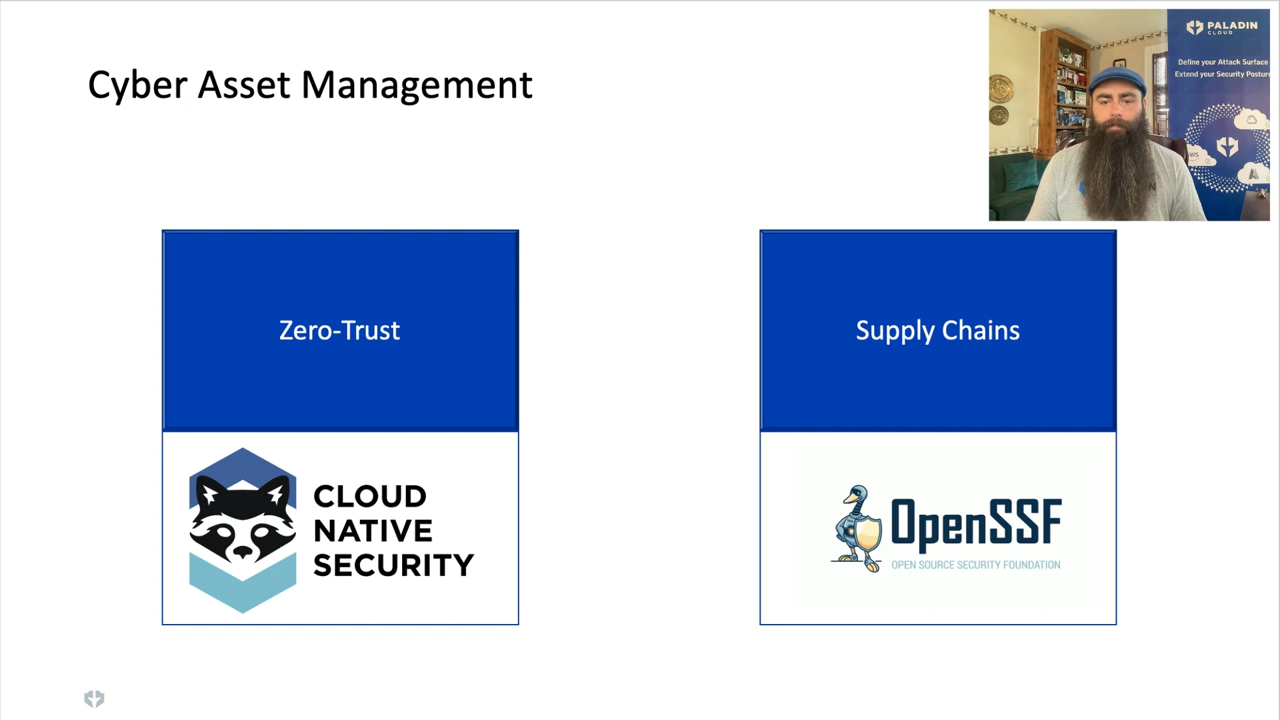 Cyber Asset Management
PALADIN
CLOUD
Define your Attack Surface
Extend your Security Posture
Zero-Trust
Supply Chains
CLOUD
NATIVE
SECURITY
OpenSSF
OPEN SOURCE SECURITY FOUNDATION